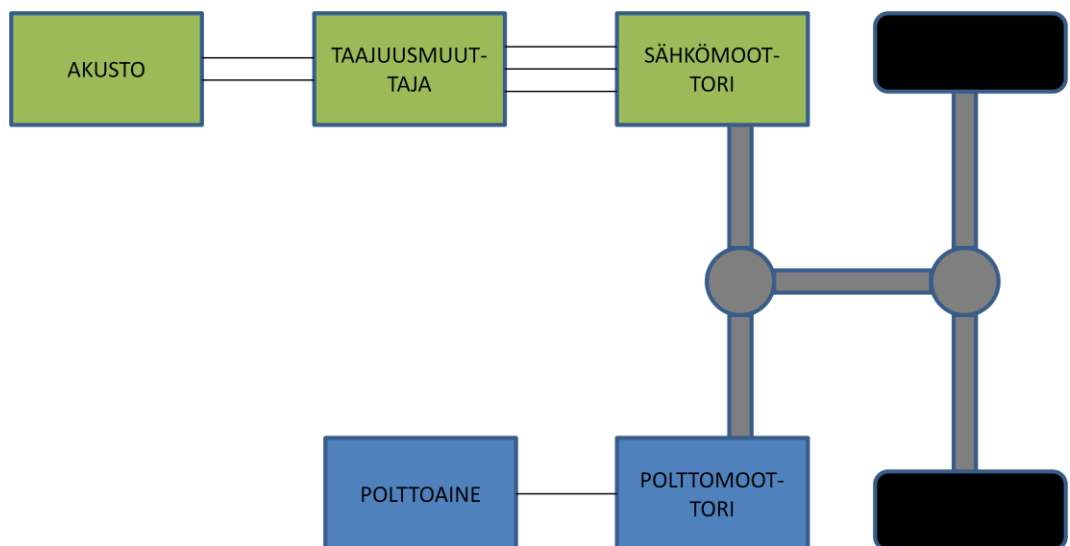 AKUSTO
TAAJUUSMUUT-
TAJA
SÄHKÖMOOT-
TORI
POLTTOAINE
POLTTOMOOT-
TORI